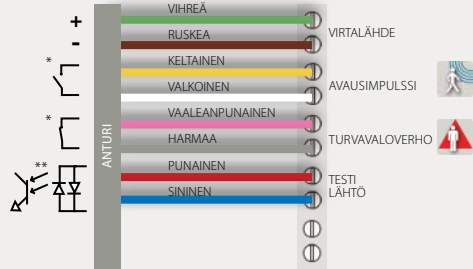 +
VIHREÄ
VIRTALÄHDE
-
RUSKEA
*
KELTAINEN
AVAUSIMPULSSI
VALKOINEN
*
VAALEANPUNAINEN
TURVAVALOVERHO
HARMAA
ANTURI
**
PUNAINEN
TESTI
LÄHTÖ
SININEN